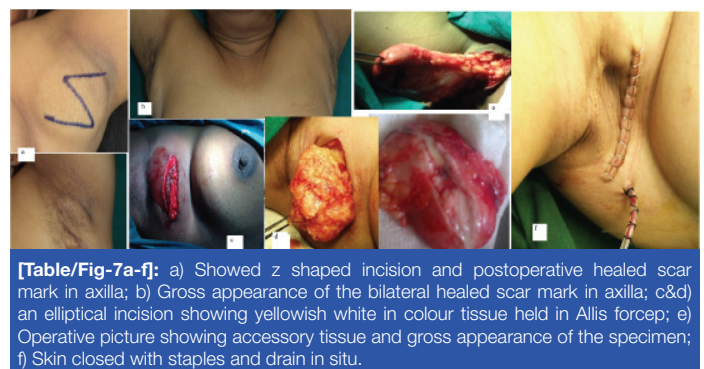 a
b
e
c
d
f
[Table/Fig-7a-f]: a) Showed z shaped incision and postoperative healed scar
mark in axilla; b) Gross appearance of the bilateral healed scar mark in axilla; c&d)
an elliptical incision showing yellowish white in colour tissue held in Allis forcep; e)
Operative picture showing accessory tissue and gross appearance of the specimen;
f) Skin closed with staples and drain in situ.